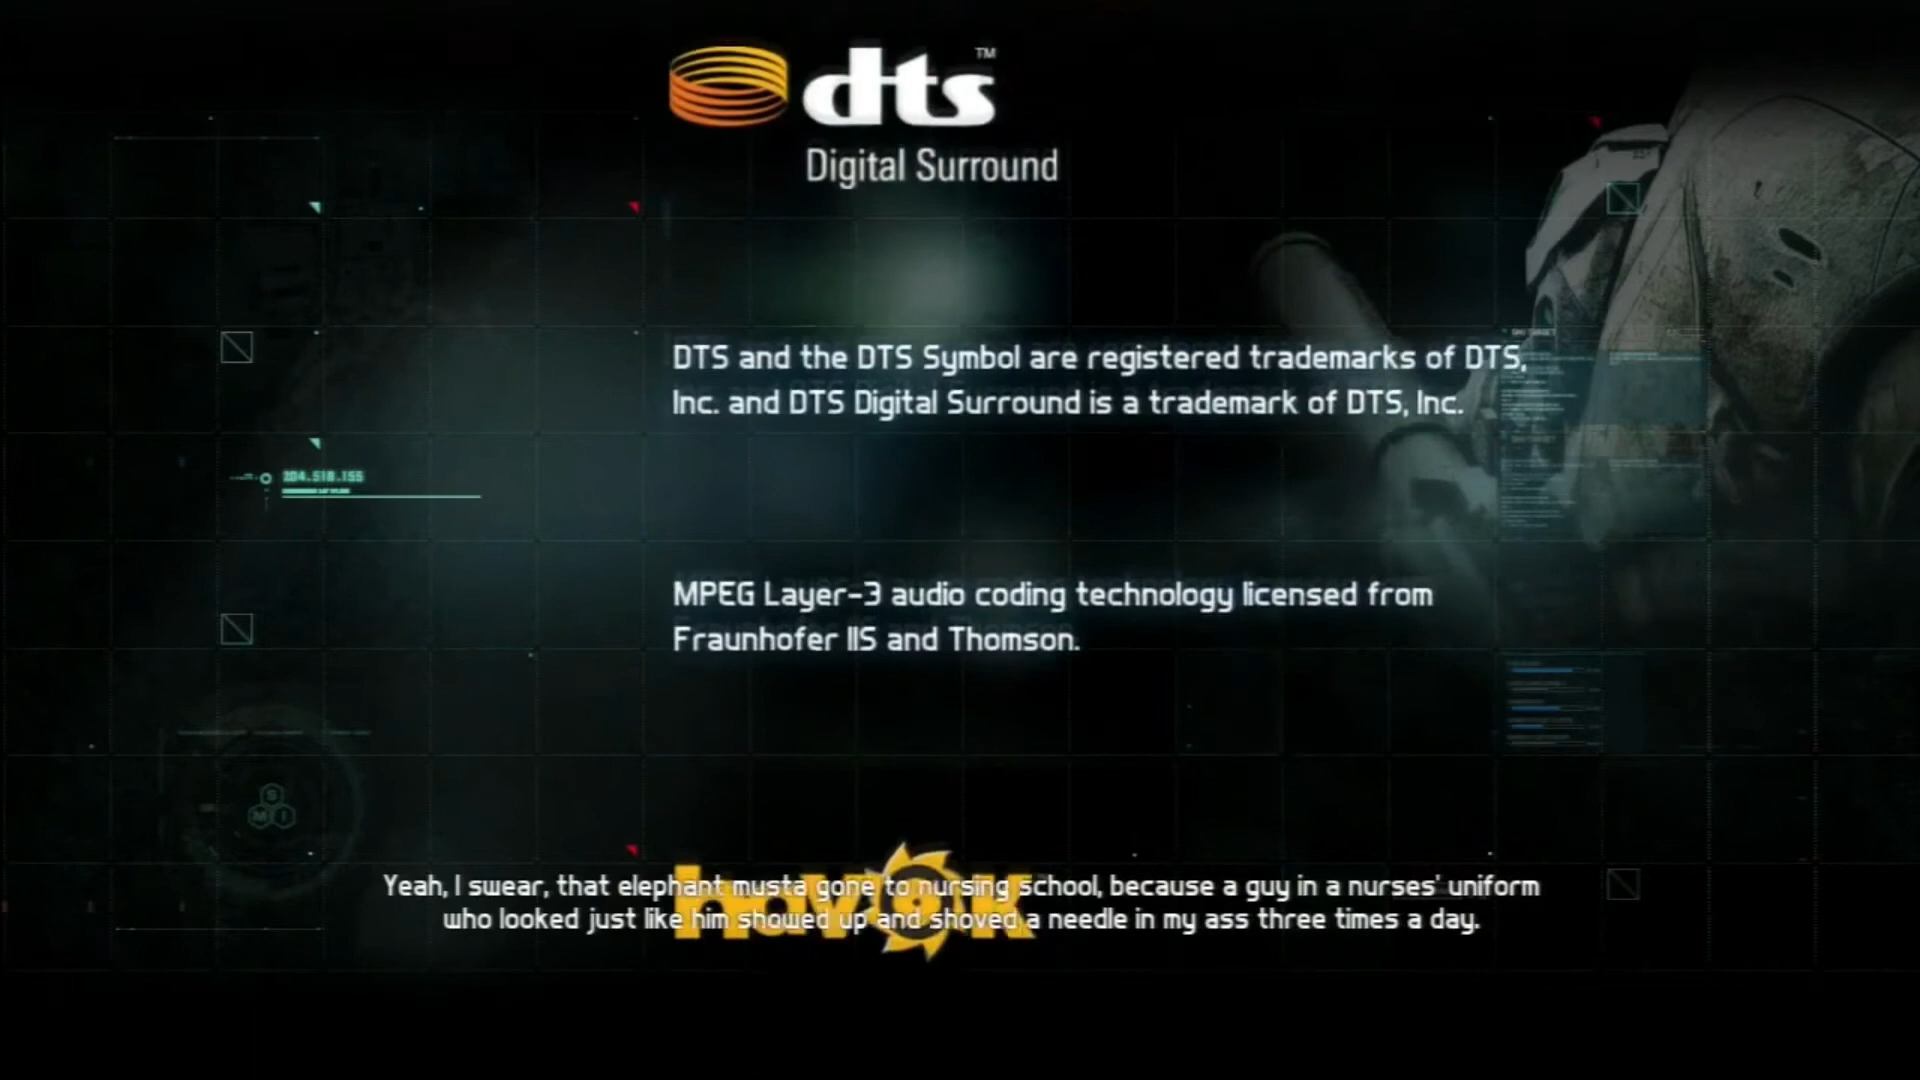 dts™
Digital Surround
DTS and the DTS Symbol are registered trademarks of DTS,
Inc. and DTS Digital Surround is a trademark of DTS, Inc.
204.518.155
MPEG Layer-3 audio coding technology licensed from
Fraunhofer IIS and Thomson.
S
M I
havok
Yeah, I swear, that elephant musta gone to nursing school, because a guy in a nurses' uniform
who looked just like him showed up and shoved a needle in my ass three times a day.